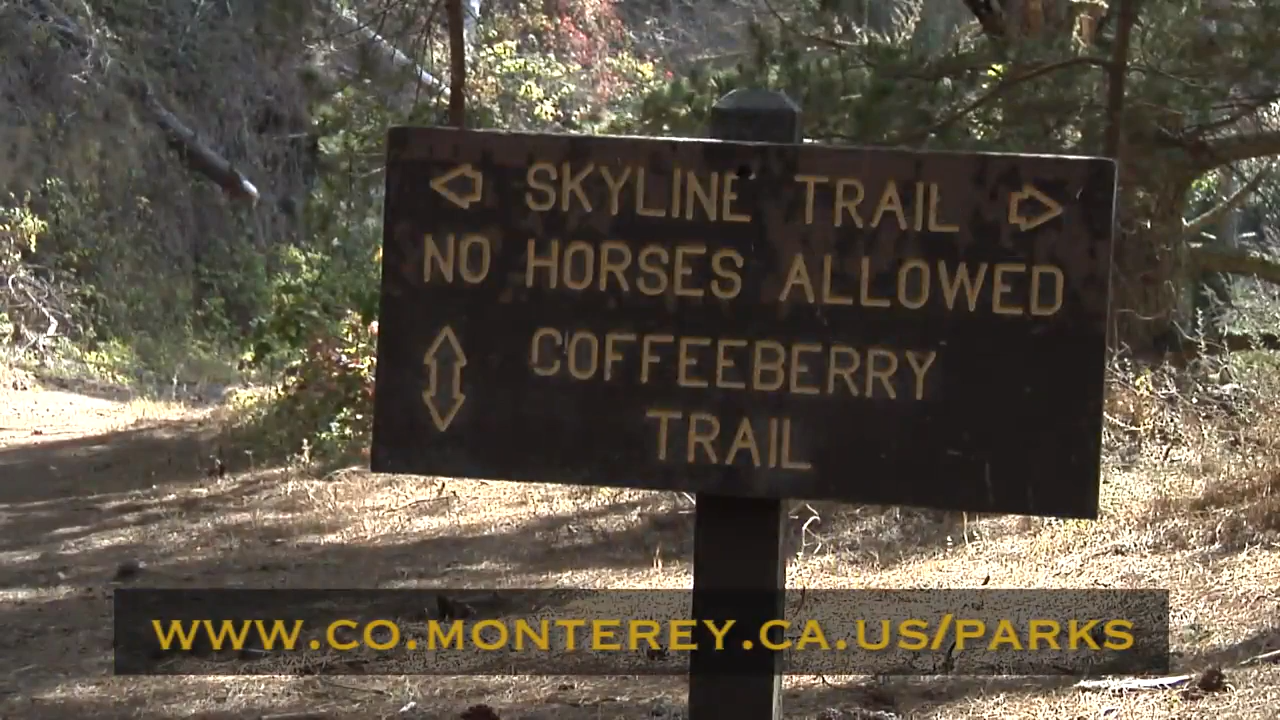 SKYLINE TRAIL
NO HORSES ALLOWED
COFFEEBERRY
TRAIL
WWW.CO.MONTEREY.CA.US/PARKS